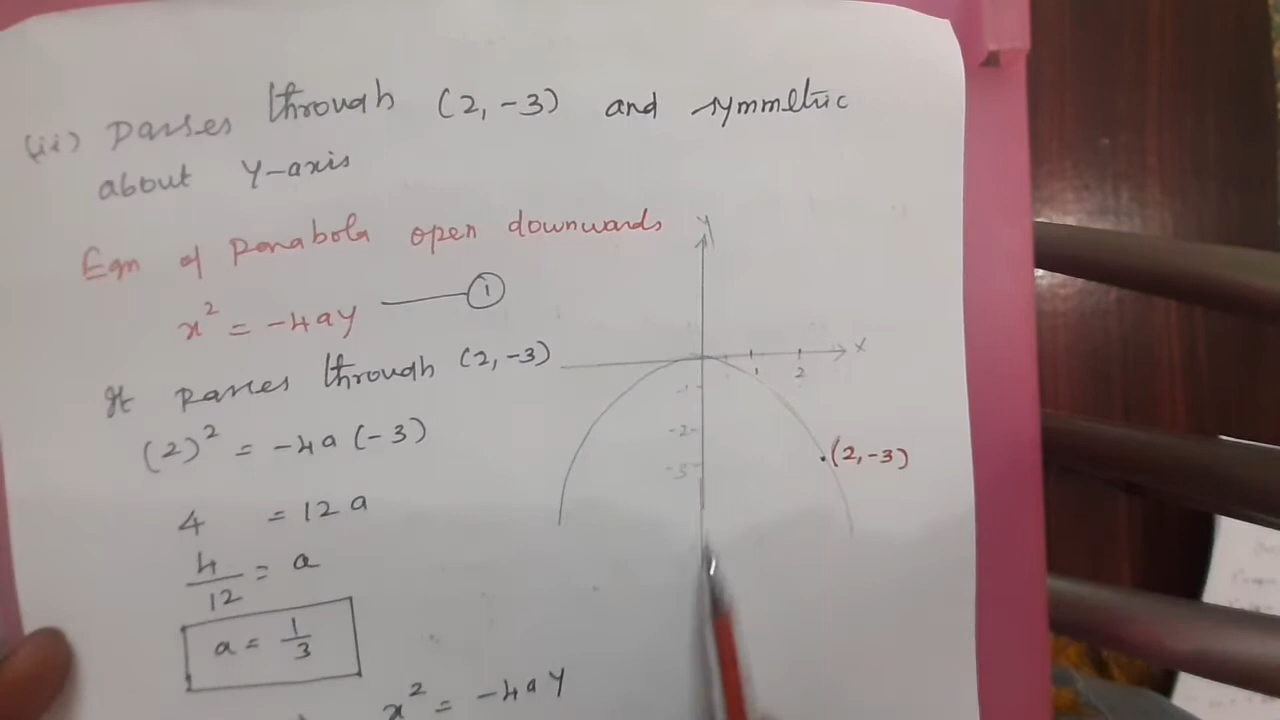 (ii) Passes through (2, -3) and symmetric
about Y-axis
Eqn of Parabola open downwards
x² = -4ay —— ①
It passes through (2, -3)
(2)² = -4a (-3)
4 = 12a
4/12 = a
a = 1/3
x² = -4ay
Y
X
1
2
-1
-2
-3
(2, -3)